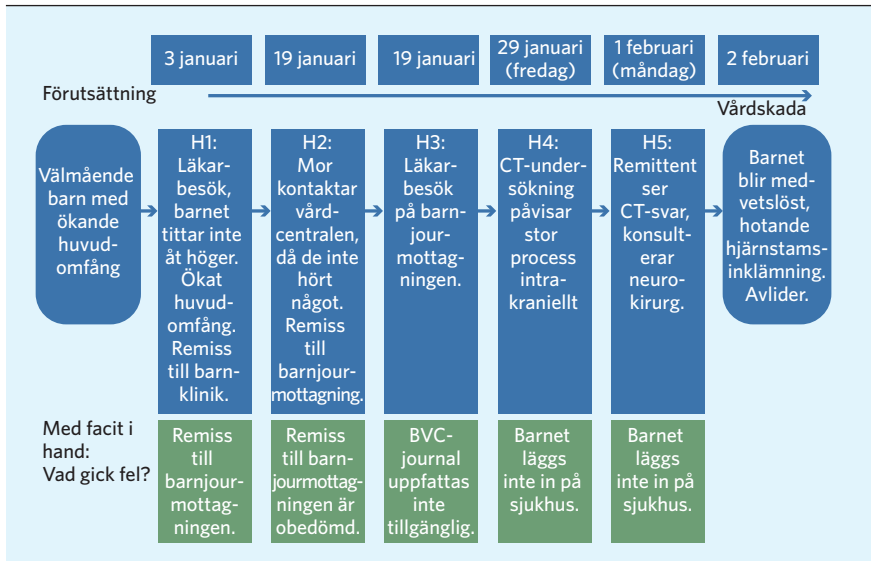 3 januari
19 januari
19 januari
29 januari
(fredag)
1 februari
(måndag)
2 februari
Förutsättning
Vårdskada
Välmående
barn med
ökande
huvud-
omfång
H1:
Läkar-
besök,
barnet
tittar inte
åt höger.
Ökat
huvud-
omfång.
Remiss
till barn-
klinik.
H2:
Mor
kontaktar
vård-
centralen,
då de inte
hört
något.
Remiss
till
barnjour-
mottagning.
H3:
Läkar-
besök
på barn-
jour-
mottag-
ningen.
H4:
CT-under-
sökning
påvisar
stor
process
intra-
kraniellt
H5:
Remittent
ser
CT-svar,
konsult-
erar
neuro-
kirurg.
Barnet
blir med-
vetslöst,
hotande
hjärnstams-
inklämning.
Avlider.
Med facit i
hand:
Vad gick fel?
Remiss
till
barnjour-
mottag-
ningen.
Remiss
till barn-
jourmottag-
ningen är
obedömd.
BVC-
journal
uppfattas
inte
tillgänglig.
Barnet
läggs
inte in på
sjukhus.
Barnet
läggs
inte in på
sjukhus.